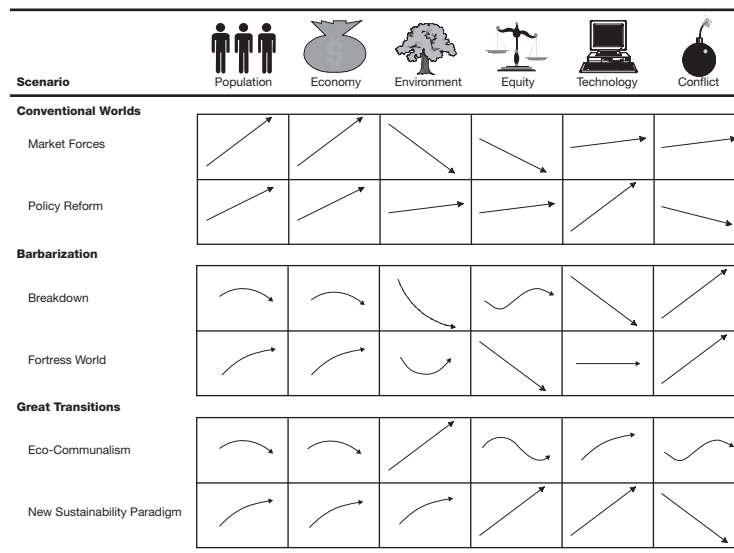 Scenario Population Economy Environment Equity Technology Conflict
Conventional Worlds
Market Forces
Policy Reform
Barbarization
Breakdown
Fortress World
Great Transitions
Eco-Communalism
New Sustainability Paradigm